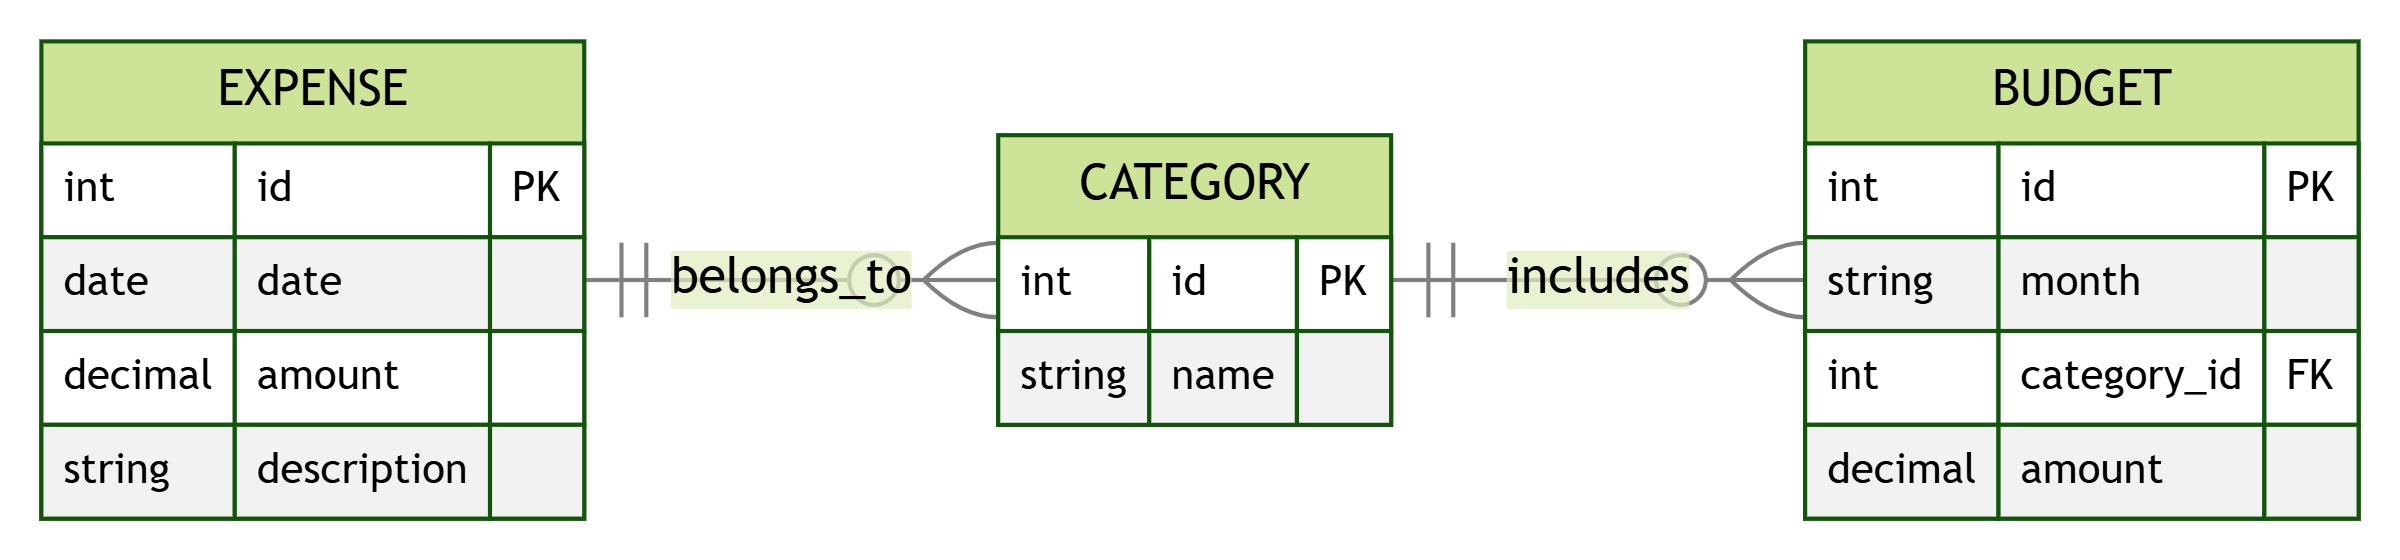 EXPENSE
int id PK
date date
decimal amount
string description
belongs_to
CATEGORY
int id PK
string name
includes
BUDGET
int id PK
string month
int category_id FK
decimal amount